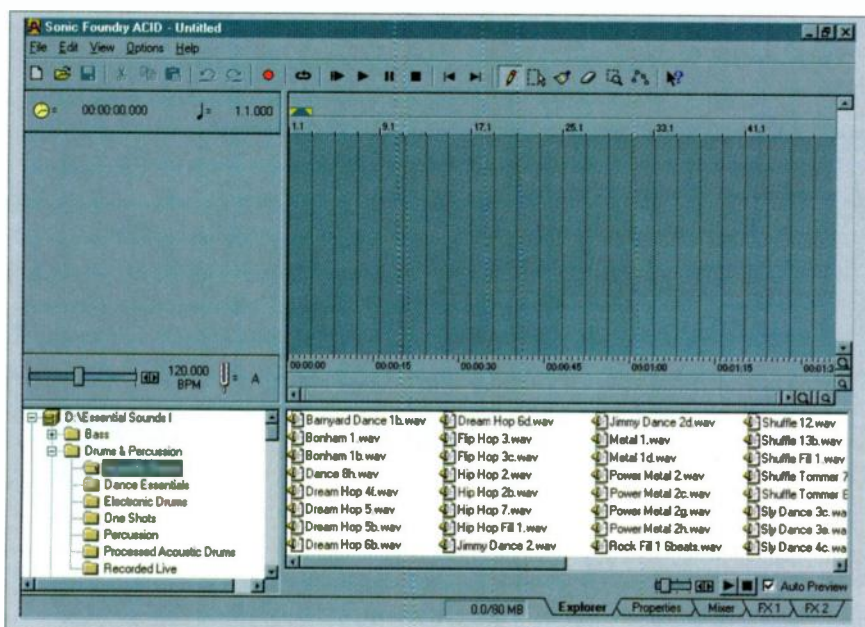 Sonic Foundry ACID - Untitled
File Edit View Options Help
00:00:00.000 = 1.1.000
1.1 9.1 17.1 25.1 33.1 41.1
120.000 BPM = A
00:00:00 00:00:15 00:00:30 00:00:45 00:01:00 00:01:15 00:01:3
D:\Essential Sounds I
Bass
Drums & Percussion
Dance Essentials
Electronic Drums
One Shots
Percussion
Processed Acoustic Drums
Recorded Live
Barnyard Dance 1b.wav
Bonham 1.wav
Bonham 1b.wav
Dance 8h.wav
Dream Hop 4f.wav
Dream Hop 5.wav
Dream Hop 5b.wav
Dream Hop 6b.wav
Dream Hop 6d.wav
Flip Hop 3.wav
Flip Hop 3c.wav
Hip Hop 2.wav
Hip Hop 2b.wav
Hip Hop 7.wav
Hip Hop Fill 1.wav
Jimmy Dance 2.wav
Jimmy Dance 2d.wav
Metal 1.wav
Metal 1d.wav
Power Metal 2.wav
Power Metal 2c.wav
Power Metal 2g.wav
Power Metal 2h.wav
Rock Fill 1 6beats.wav
Shuffle 12.wav
Shuffle 13b.wav
Shuffle Fill 1.wav
Shuffle Tommer 7
Shuffle Tommer
Sly Dance 3c.wa
Sly Dance 3e.wa
Sly Dance 4c.wa
Auto Preview
0.0/80 MB Explorer Properties Mixer FX 1 FX 2